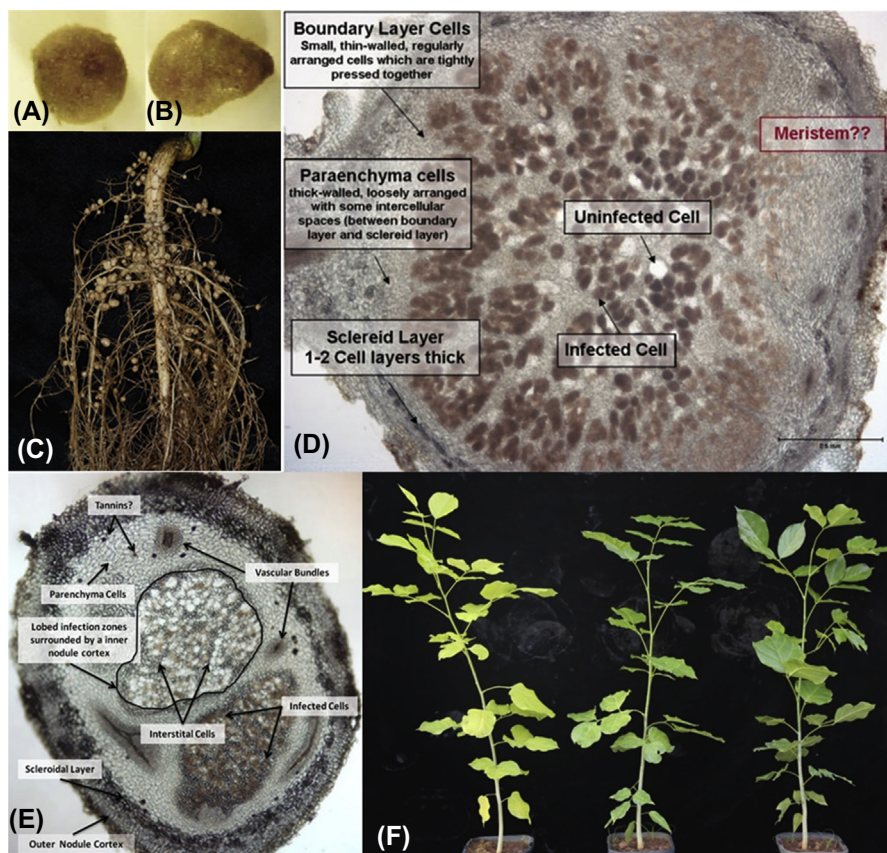 (A)
(B)
(C)
Boundary Layer Cells
Small, thin-walled, regularly
arranged cells which are tightly
pressed together
Meristem??
Paraenchyma cells
thick-walled, loosely arranged
with some intercellular
spaces (between boundary
layer and sclereid layer)
Uninfected Cell
Sclereid Layer
1-2 Cell layers thick
Infected Cell
(D)
Tannins?
Vascular Bundles
Parenchyma Cells
Lobed infection zones
surrounded by a inner
nodule cortex
Infected Cells
Interstital Cells
Scleroidal Layer
(E)
Outer Nodule Cortex
(F)